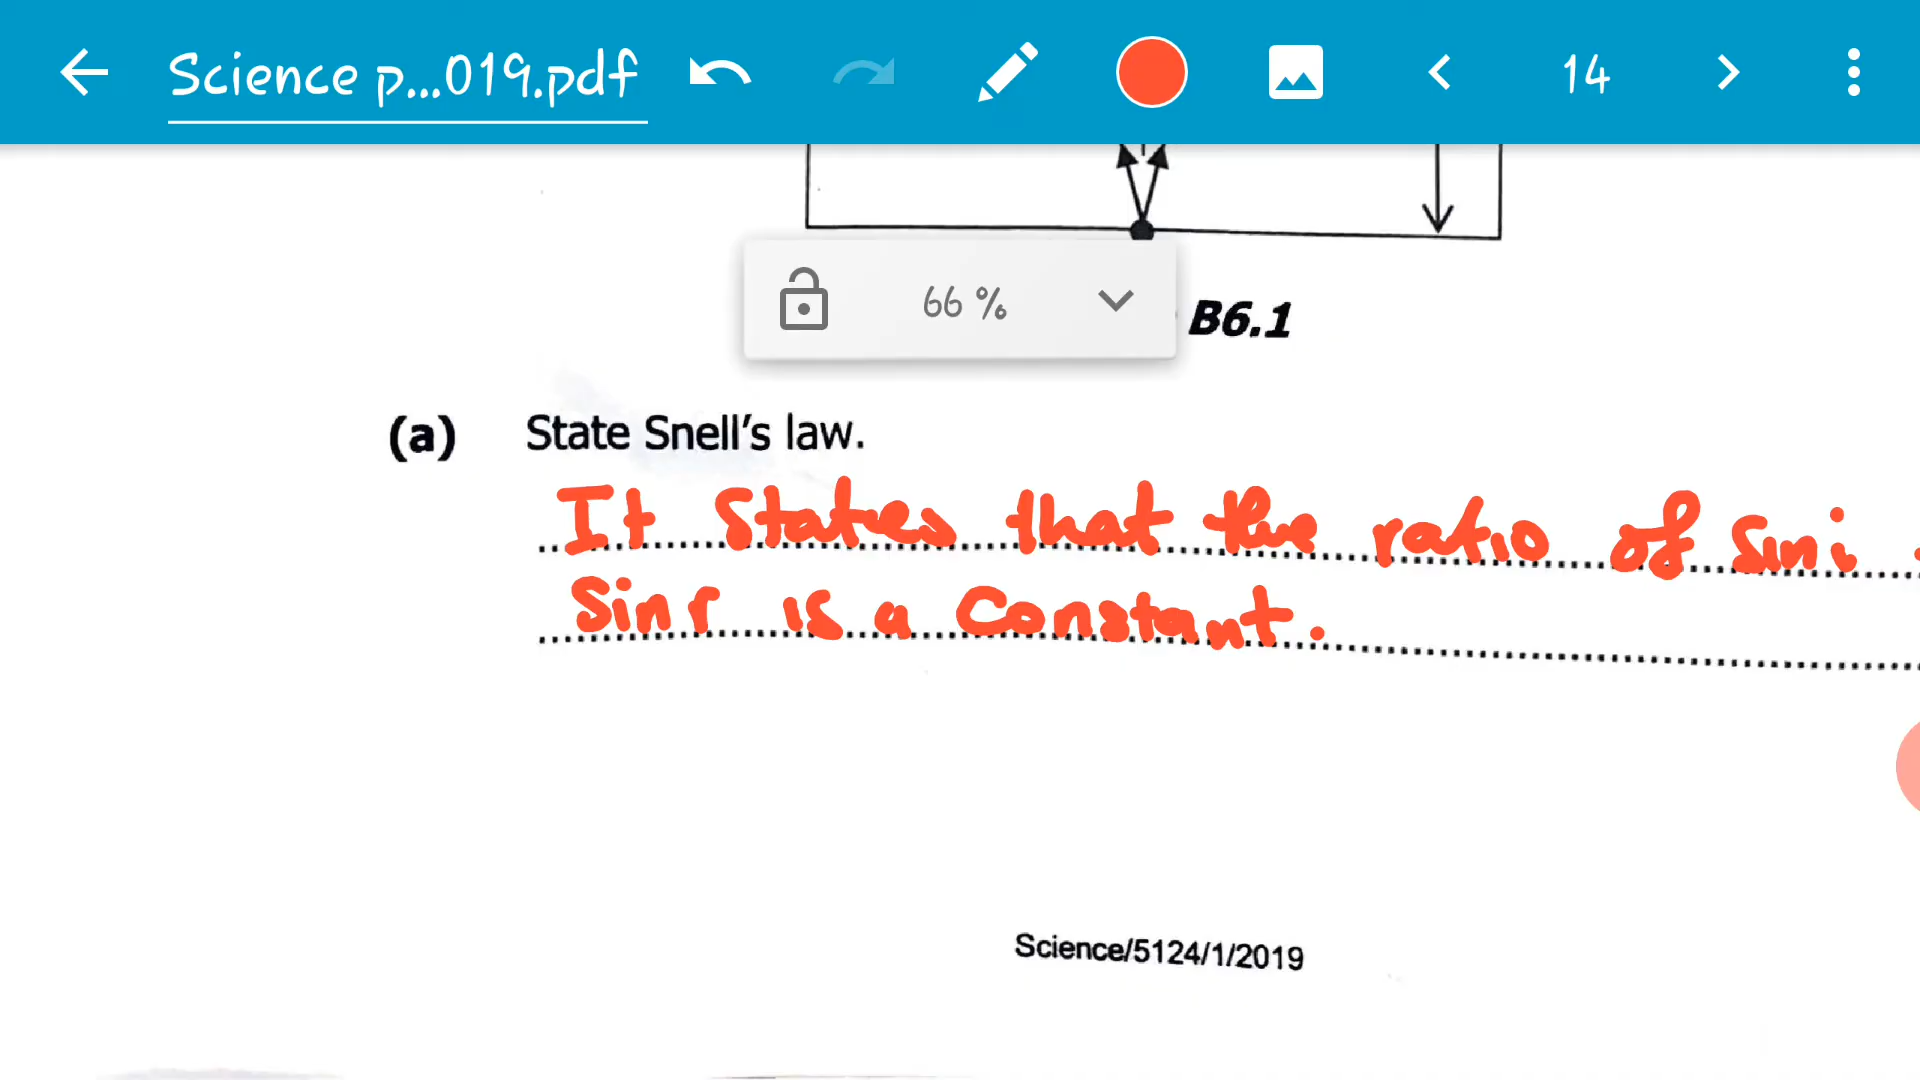 Science p...019.pdf
14
66 %
B6.1
(a) State Snell's law.
It states that the ratio of sin i
sin r is a constant.
Science/5124/1/2019